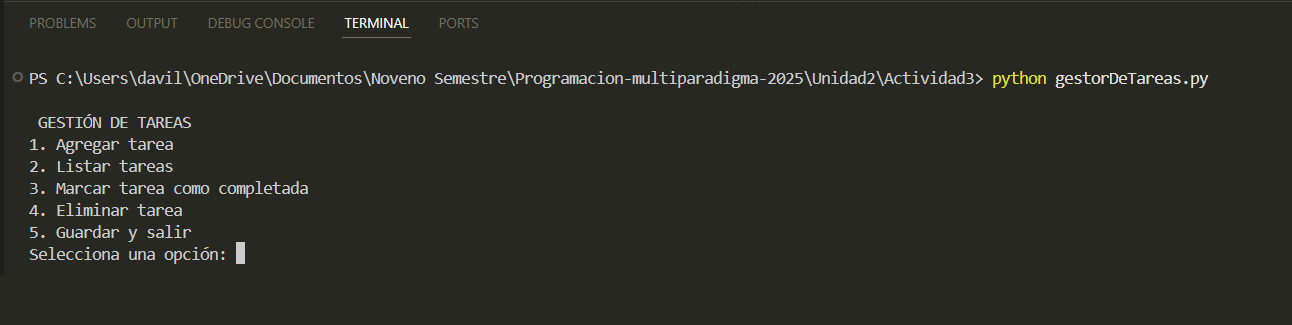 PROBLEMS OUTPUT DEBUG CONSOLE TERMINAL PORTS
PS C:\Users\davil\OneDrive\Documentos\Noveno Semestre\Programacion-multiparadigma-2025\Unidad2\Actividad3> python gestorDeTareas.py
GESTIÓN DE TAREAS
1. Agregar tarea
2. Listar tareas
3. Marcar tarea como completada
4. Eliminar tarea
5. Guardar y salir
Selecciona una opción: